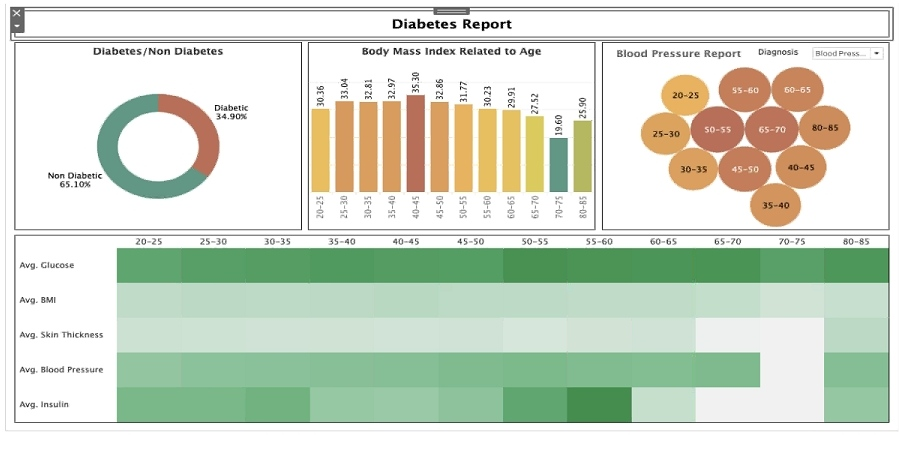 Diabetes Report
Diabetes/Non Diabetes
Diabetic
34.90%
Non Diabetic
65.10%
Body Mass Index Related to Age
30.36 33.04 32.81 32.97 35.30 32.86 31.77 30.23 29.91 27.52 19.60 25.90
20-25 25-30 30-35 35-40 40-45 45-50 50-55 55-60 60-65 65-70 70-75 80-85
Blood Pressure Report Diagnosis Blood Press...
20-25 55-60 60-65
25-30 50-55 65-70 80-85
30-35 45-50 40-45
35-40
20-25 25-30 30-35 35-40 40-45 45-50 50-55 55-60 60-65 65-70 70-75 80-85
Avg. Glucose
Avg. BMI
Avg. Skin Thickness
Avg. Blood Pressure
Avg. Insulin